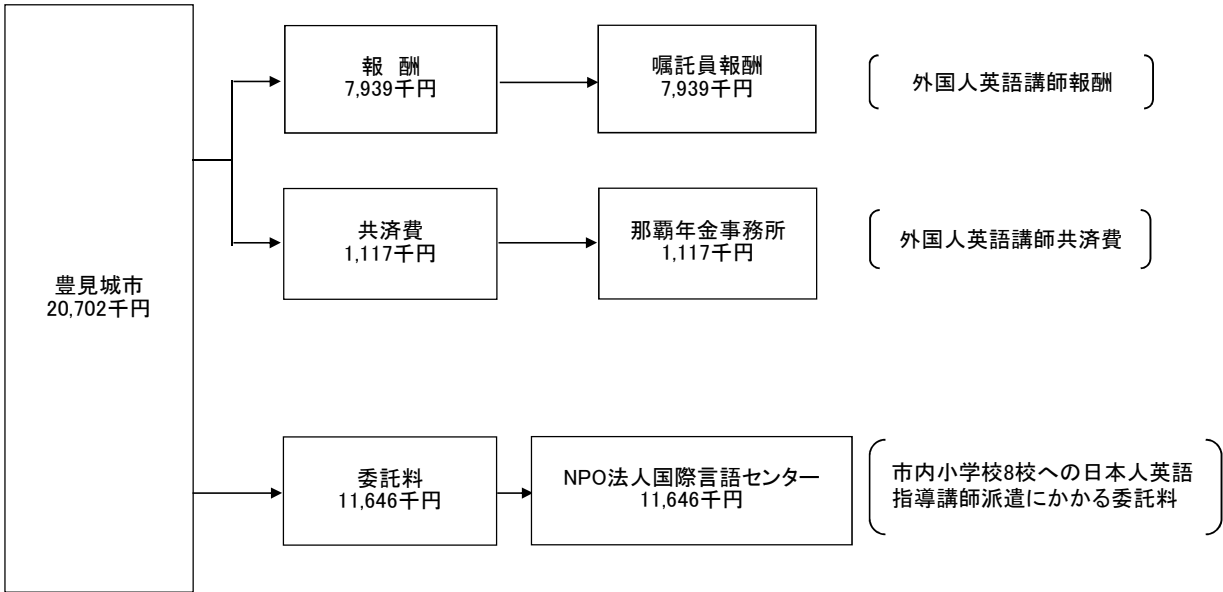 豊見城市
20,702千円
報 酬
7,939千円
嘱託員報酬
7,939千円
外国人英語講師報酬
共済費
1,117千円
那覇年金事務所
1,117千円
外国人英語講師共済費
委託料
11,646千円
NPO法人国際言語センター
11,646千円
市内小学校8校への日本人英語
指導講師派遣にかかる委託料